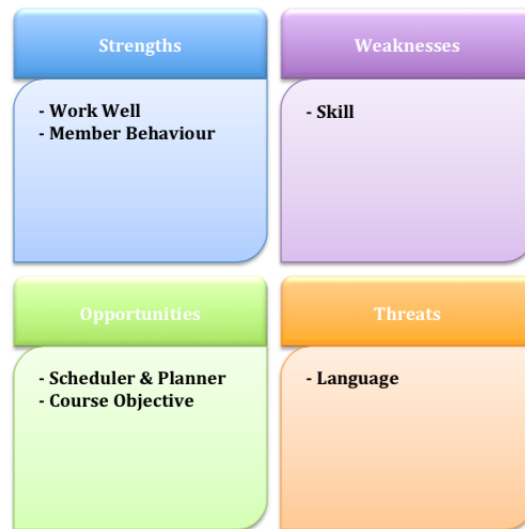 Strengths
- Work Well
- Member Behaviour
Weaknesses
- Skill
Opportunities
- Scheduler & Planner
- Course Objective
Threats
- Language